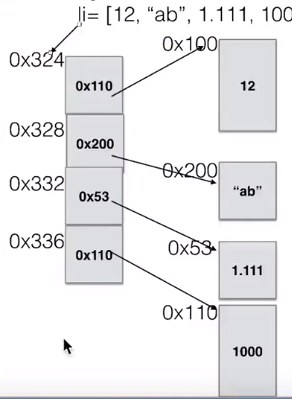 li= [12, “ab”, 1.111, 100
0x100
0x324
0x110
12
0x328
0x200
0x200
“ab”
0x332
0x53
0x53
1.111
0x336
0x110
0x110
1000